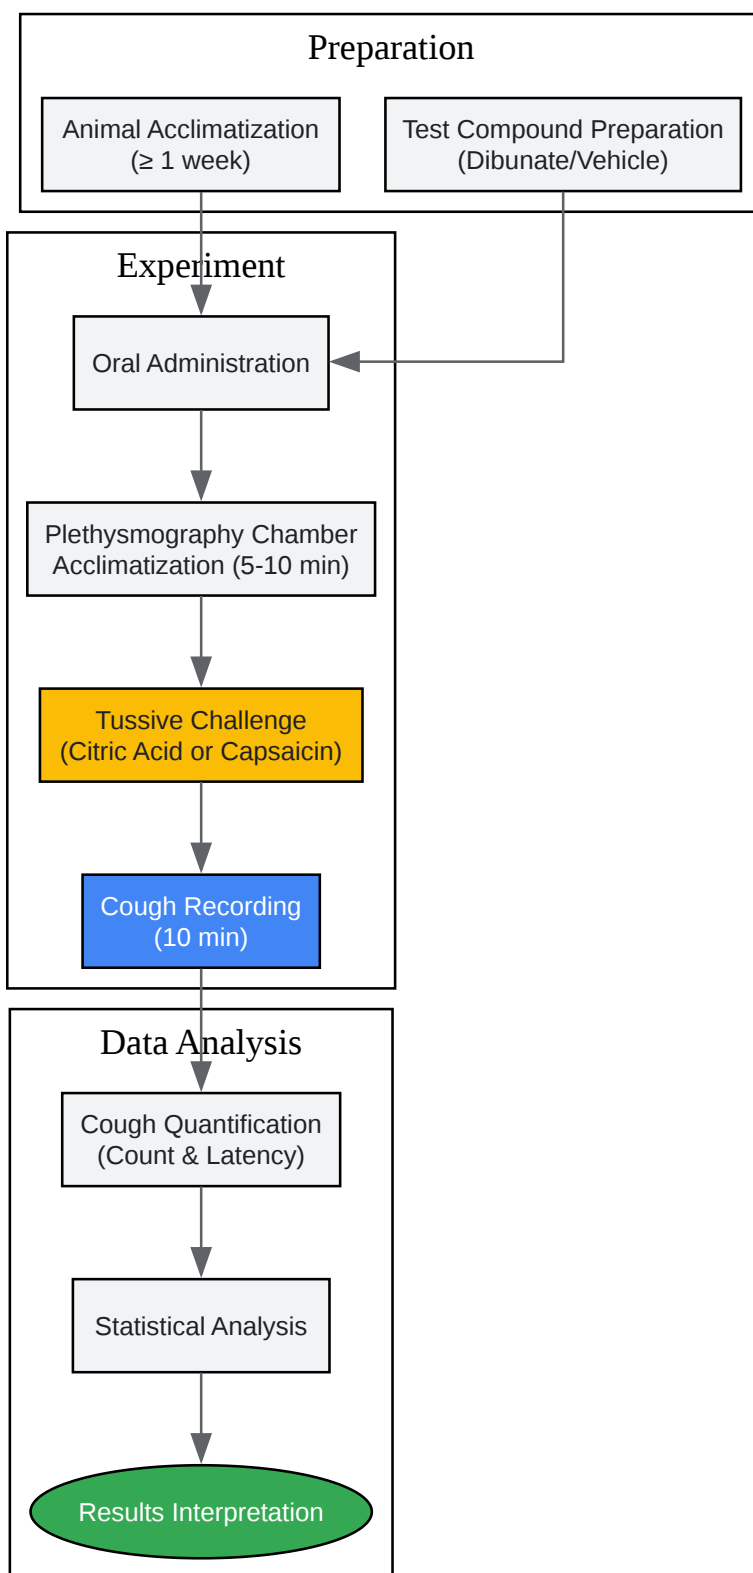 Preparation
Animal Acclimatization
(≥ 1 week)
Test Compound Preparation
(Dibunate/Vehicle)
Experiment
Oral Administration
Plethysmography Chamber
Acclimatization (5-10 min)
Tussive Challenge
(Citric Acid or Capsaicin)
Cough Recording
(10 min)
Data Analysis
Cough Quantification
(Count & Latency)
Statistical Analysis
Results Interpretation